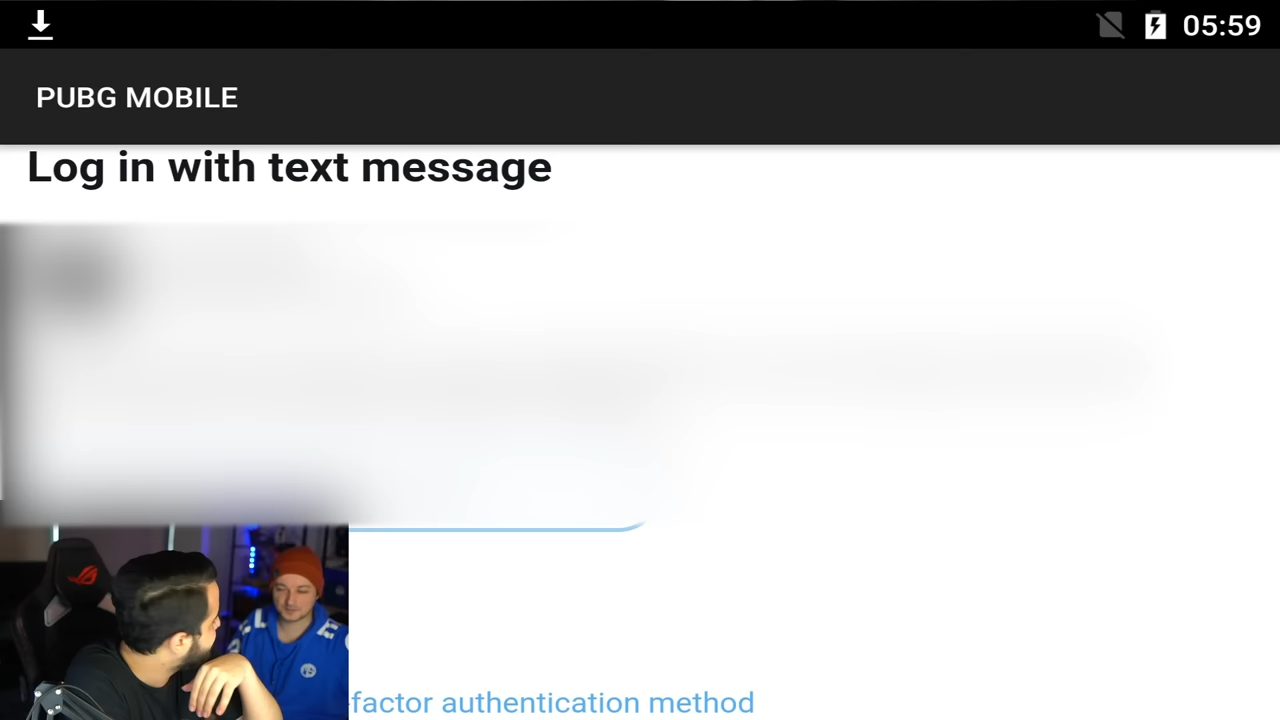 05:59
PUBG MOBILE
Log in with text message
-factor authentication method